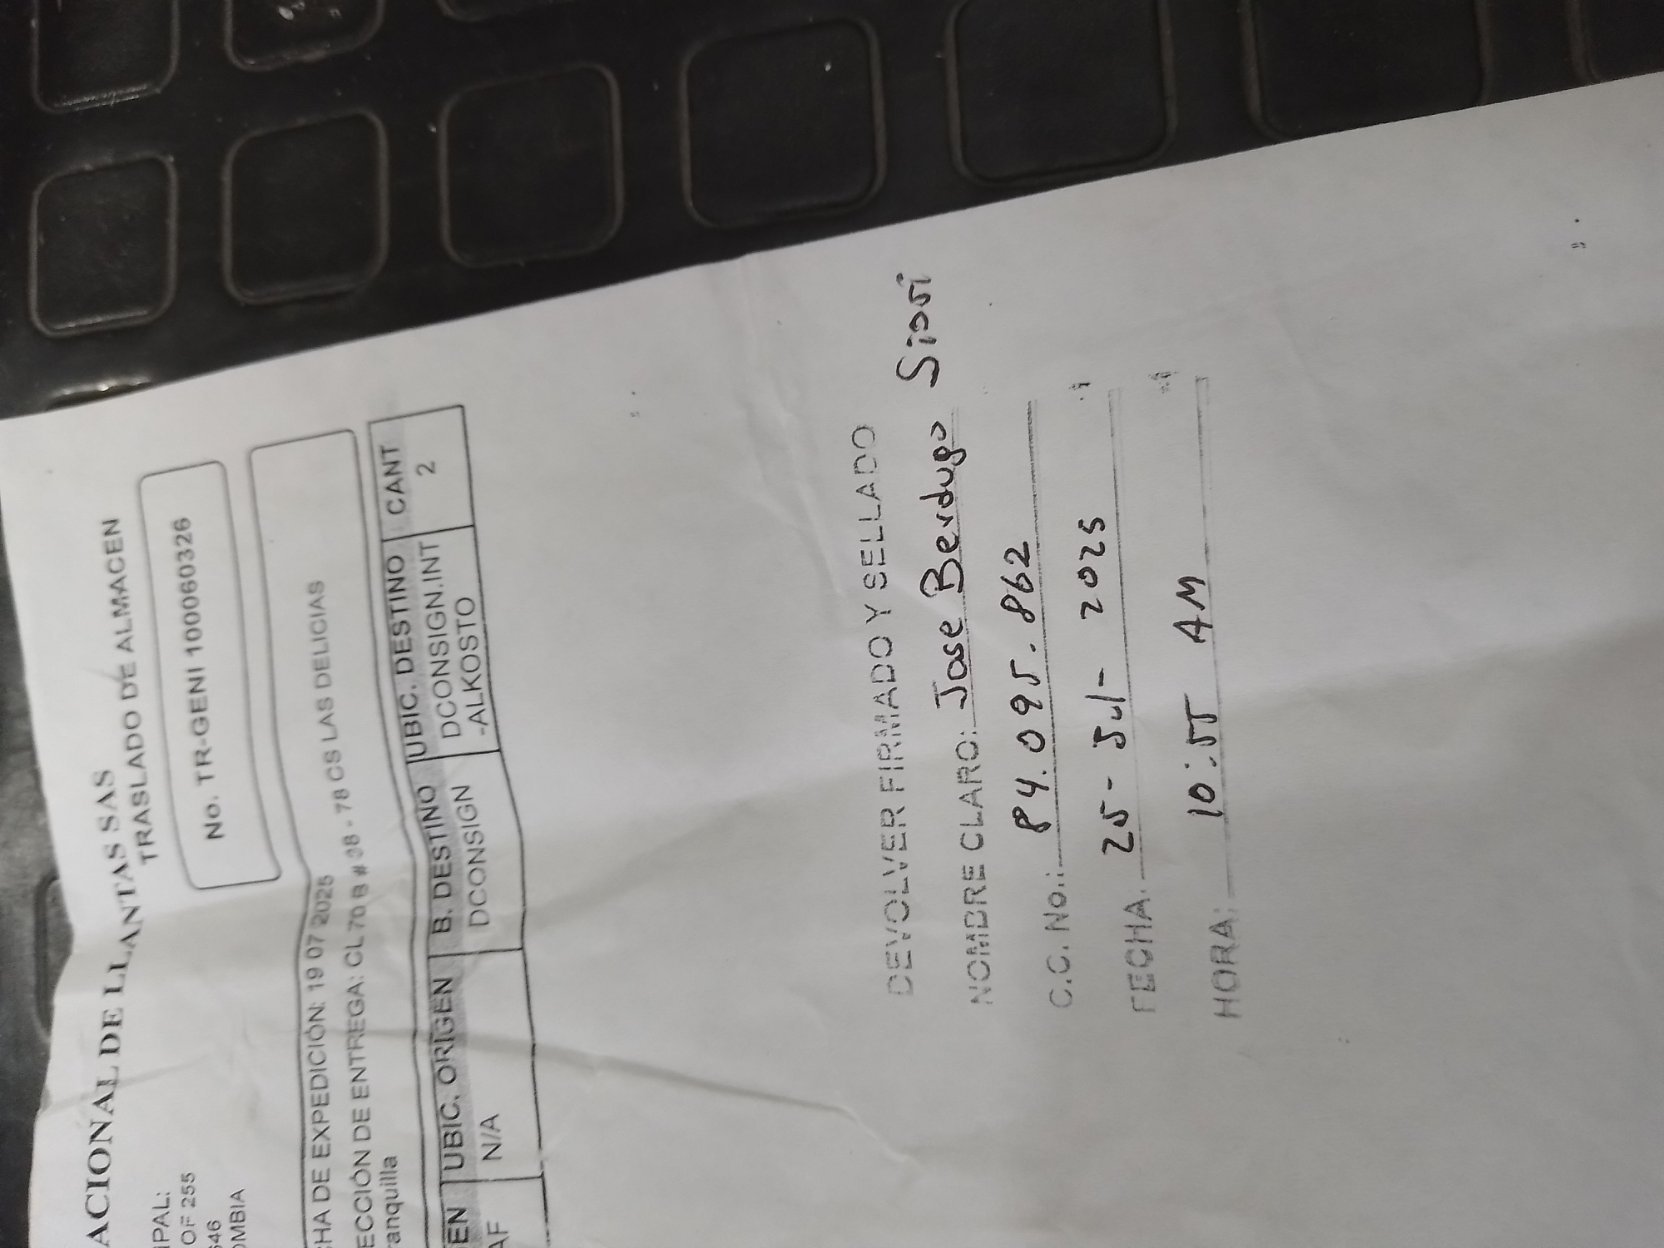 ACIONAL DE LLANTAS SAS
TRASLADO DE ALMACEN
IPAL:
OF 255
646
OMBIA
No. TR-GENI 100060326
CHA DE EXPEDICIÓN: 19 07 2025
ECCIÓN DE ENTREGA: CL 70 B # 38 - 78 CS LAS DELICIAS
ranquilla
EN UBIC. ORIGEN B. DESTINO UBIC. DESTINO CANT
AF N/A DCONSIGN DCONSIGN.INT 2
-ALKOSTO
DEVOLVER FIRMADO Y SELLADO
NOMBRE CLARO: Jose Berdugo
C.C. No.: 84.095.862
FECHA: 25 - Jul - 2025
HORA: 10:55 AM